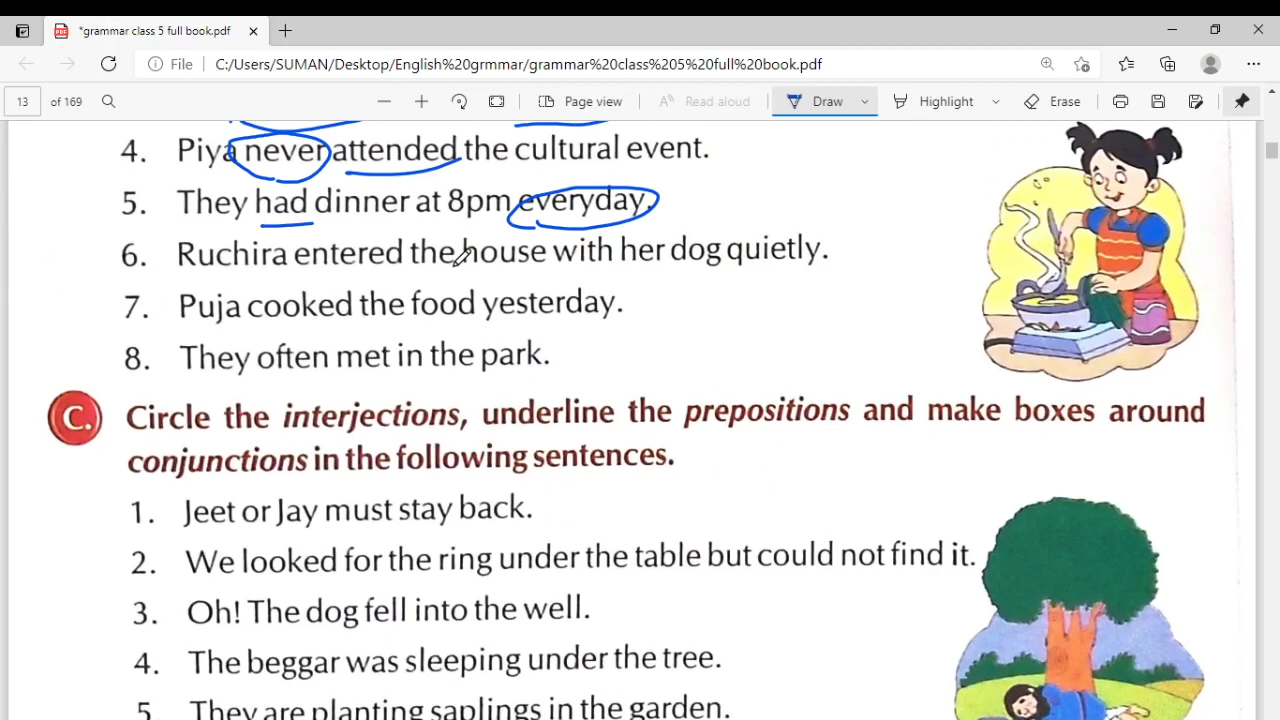 *grammar class 5 full book.pdf
File C:/Users/SUMAN/Desktop/English%20grmmar/grammar%20class%205%20full%20book.pdf
13 of 169 Page view Read aloud Draw Highlight Erase
4. Piya never attended the cultural event.
5. They had dinner at 8pm everyday.
6. Ruchira entered the house with her dog quietly.
7. Puja cooked the food yesterday.
8. They often met in the park.
C. Circle the interjections, underline the prepositions and make boxes around
conjunctions in the following sentences.
1. Jeet or Jay must stay back.
2. We looked for the ring under the table but could not find it.
3. Oh! The dog fell into the well.
4. The beggar was sleeping under the tree.
5. They are planting saplings in the garden.